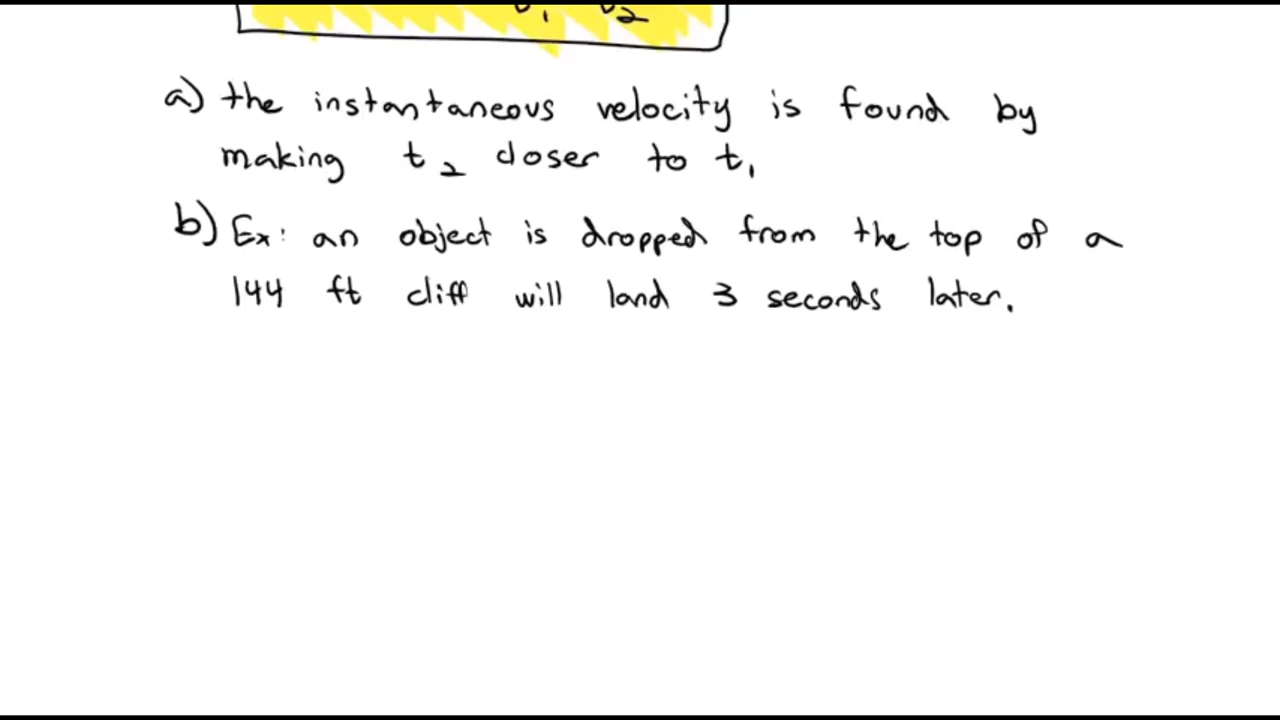 a) the instantaneous velocity is found by
making t₂ closer to t₁
b) Ex: an object is dropped from the top of a
144 ft cliff will land 3 seconds later.